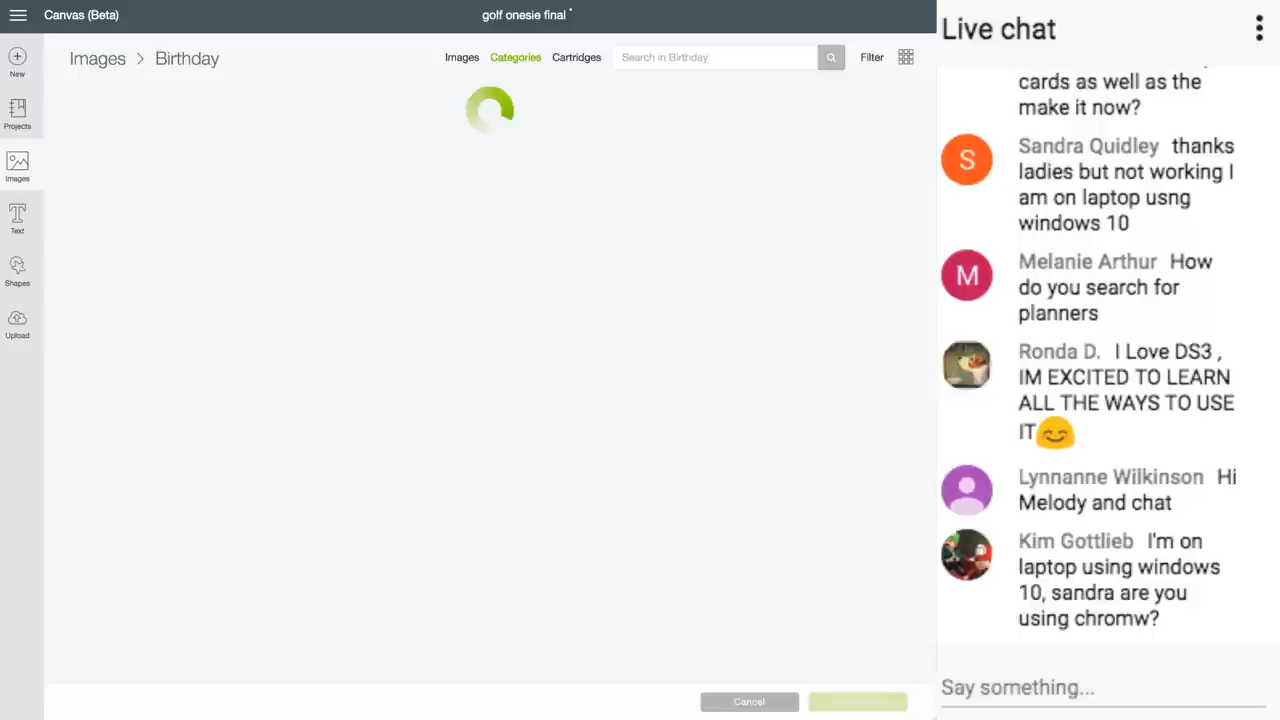 Canvas (Beta)
golf onesie final *
New
Projects
Images
Text
Shapes
Upload
Images > Birthday
Images
Categories
Cartridges
Search in Birthday
Filter
Cancel
Live chat
cards as well as the
make it now?
S
Sandra Quidley thanks
ladies but not working I
am on laptop usng
windows 10
M
Melanie Arthur How
do you search for
planners
Ronda D. I Love DS3 ,
IM EXCITED TO LEARN
ALL THE WAYS TO USE
IT😊
Lynnanne Wilkinson Hi
Melody and chat
Kim Gottlieb I'm on
laptop using windows
10, sandra are you
using chromw?
Say something...